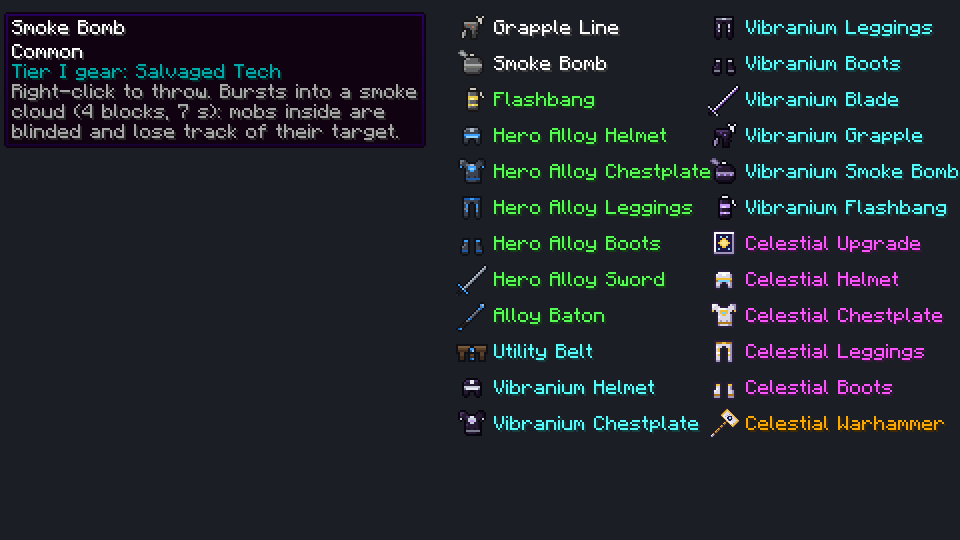 Smoke Bomb
Common
Tier I gear: Salvaged Tech
Right-click to throw. Bursts into a smoke
cloud (4 blocks, 7 s): mobs inside are
blinded and lose track of their target.
Grapple Line
Smoke Bomb
Flashbang
Hero Alloy Helmet
Hero Alloy Chestplate
Hero Alloy Leggings
Hero Alloy Boots
Hero Alloy Sword
Alloy Baton
Utility Belt
Vibranium Helmet
Vibranium Chestplate
Vibranium Leggings
Vibranium Boots
Vibranium Blade
Vibranium Grapple
Vibranium Smoke Bomb
Vibranium Flashbang
Celestial Upgrade
Celestial Helmet
Celestial Chestplate
Celestial Leggings
Celestial Boots
Celestial Warhammer